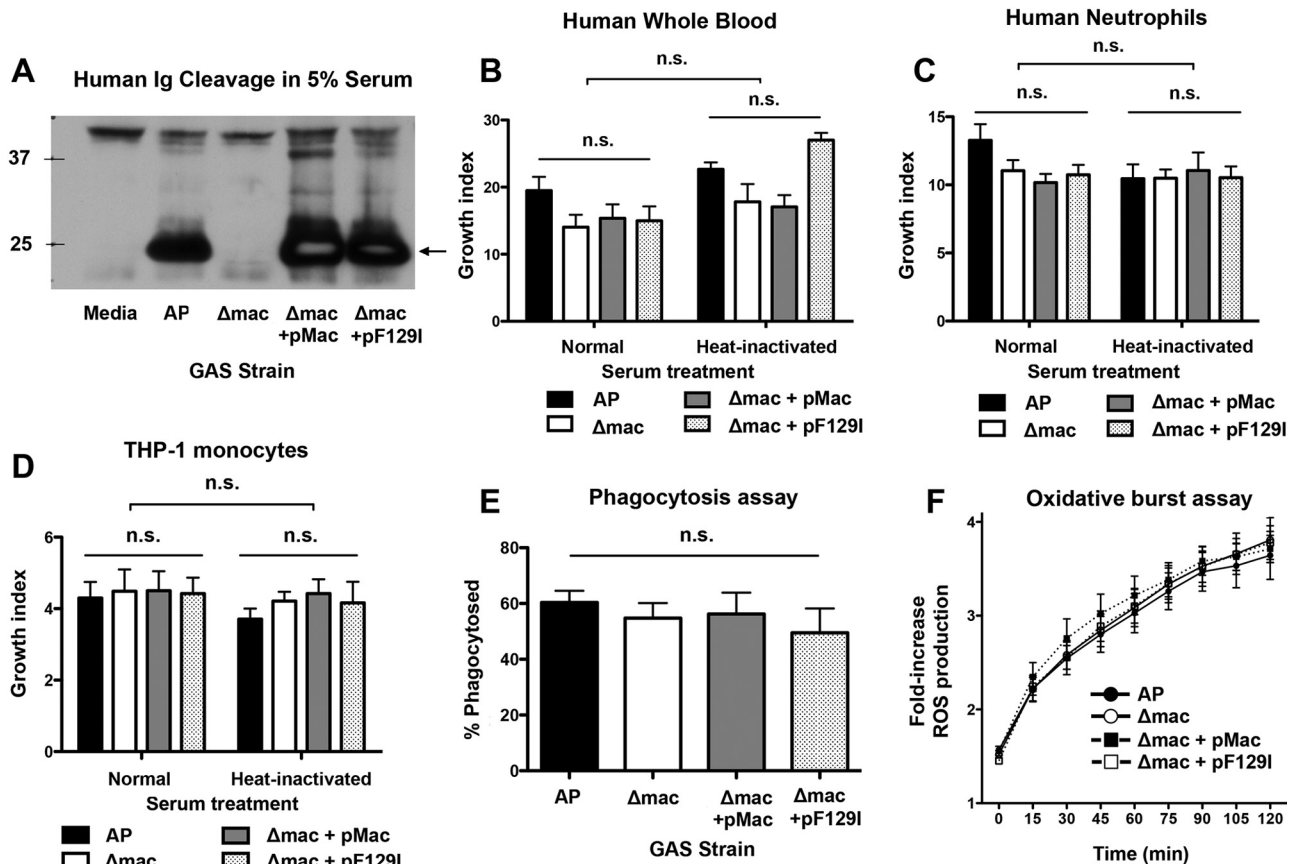 A
Human Ig Cleavage in 5% Serum
37
25
Media AP Δmac Δmac +pMac Δmac +pF129I
GAS Strain
B
Human Whole Blood
n.s.
n.s.
n.s.
Growth index
30
20
10
0
Normal Heat-inactivated
Serum treatment
AP
Δmac
Δmac + pMac
Δmac + pF129I
C
Human Neutrophils
n.s.
n.s.
n.s.
Growth index
15
10
5
0
Normal Heat-inactivated
Serum treatment
AP
Δmac
Δmac + pMac
Δmac + pF129I
D
THP-1 monocytes
n.s.
n.s.
n.s.
Growth index
6
4
2
0
Normal Heat-inactivated
Serum treatment
AP
Δmac
Δmac + pMac
Δmac + pF129I
E
Phagocytosis assay
n.s.
% Phagocytosed
80
60
40
20
0
AP Δmac Δmac +pMac Δmac +pF129I
GAS Strain
F
Oxidative burst assay
Fold-increase
ROS production
4
3
2
1
AP
Δmac
Δmac + pMac
Δmac + pF129I
0 15 30 45 60 75 90 105 120
Time (min)